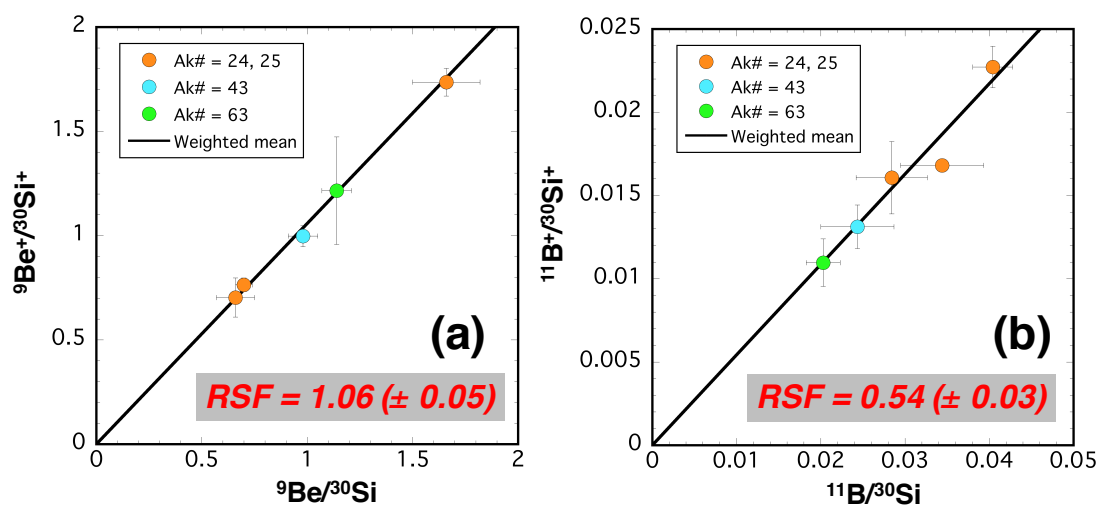 2
1.5
1
0.5
0
0
0.5
1
1.5
2
⁹Be⁺/³⁰Si⁺
⁹Be/³⁰Si
Ak# = 24, 25
Ak# = 43
Ak# = 63
Weighted mean
(a)
RSF = 1.06 (± 0.05)
0.025
0.02
0.015
0.01
0.005
0
0
0.01
0.02
0.03
0.04
0.05
¹¹B⁺/³⁰Si⁺
¹¹B/³⁰Si
Ak# = 24, 25
Ak# = 43
Ak# = 63
Weighted mean
(b)
RSF = 0.54 (± 0.03)